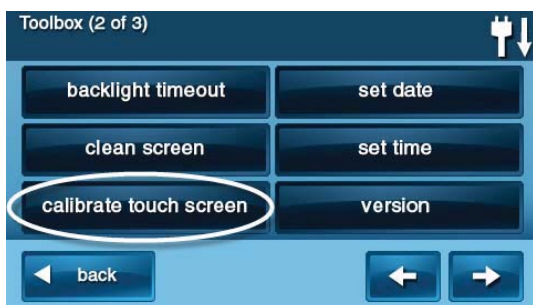 Toolbox (2 of 3)
backlight timeout
set date
clean screen
set time
calibrate touch screen
version
back